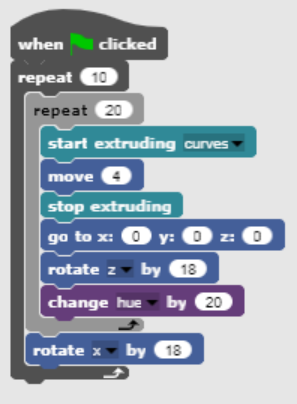 when clicked
repeat 10
repeat 20
start extruding curves
move 4
stop extruding
go to x: 0 y: 0 z: 0
rotate z by 18
change hue by 20
rotate x by 18